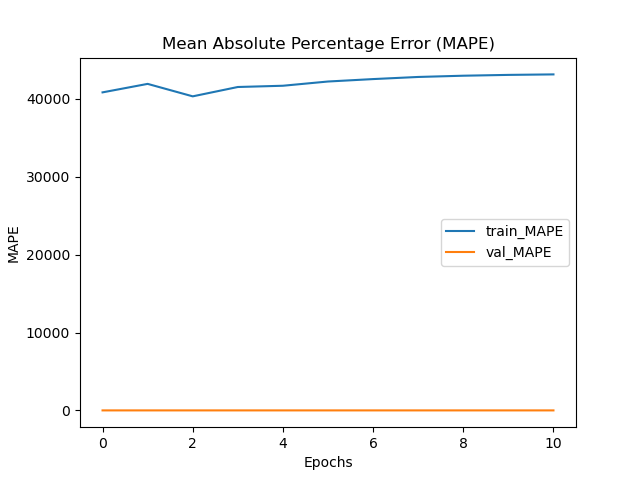 Mean Absolute Percentage Error (MAPE)
40000
30000
20000
10000
0
MAPE
train_MAPE
val_MAPE
0 2 4 6 8 10
Epochs